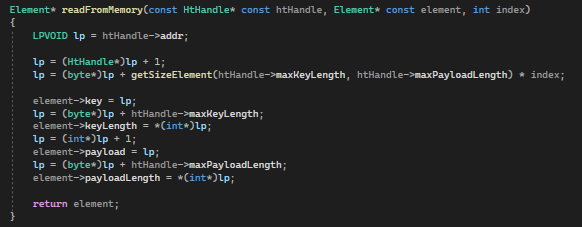 Element* readFromMemory(const HtHandle* const htHandle, Element* const element, int index)
{
LPVOID lp = htHandle->addr;
lp = (HtHandle*)lp + 1;
lp = (byte*)lp + getSizeElement(htHandle->maxKeyLength, htHandle->maxPayloadLength) * index;
element->key = lp;
lp = (byte*)lp + htHandle->maxKeyLength;
element->keyLength = *(int*)lp;
lp = (int*)lp + 1;
element->payload = lp;
lp = (byte*)lp + htHandle->maxPayloadLength;
element->payloadLength = *(int*)lp;
return element;
}